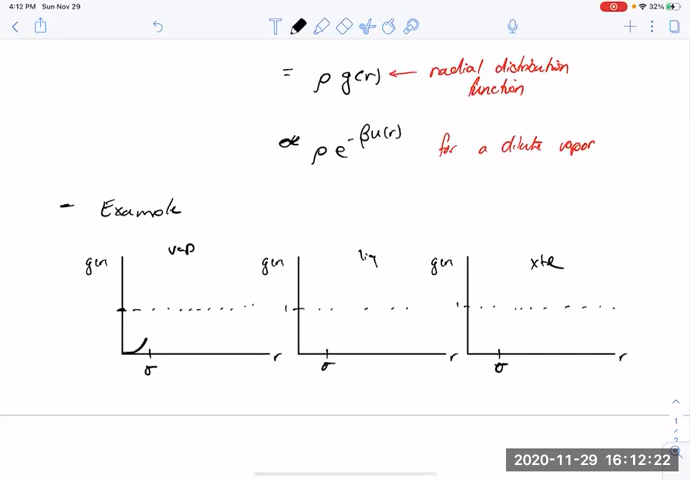 4:12 PM Sun Nov 29
32%
= ρ g(r) ← radial distribution
function
∝ ρ e^{-βu(r)} for a dilute vapor
- Example
vap
liq
xtal
g(r)
g(r)
g(r)
1
1
r
r
r
σ
σ
σ
1
2
2020-11-29 16:12:22